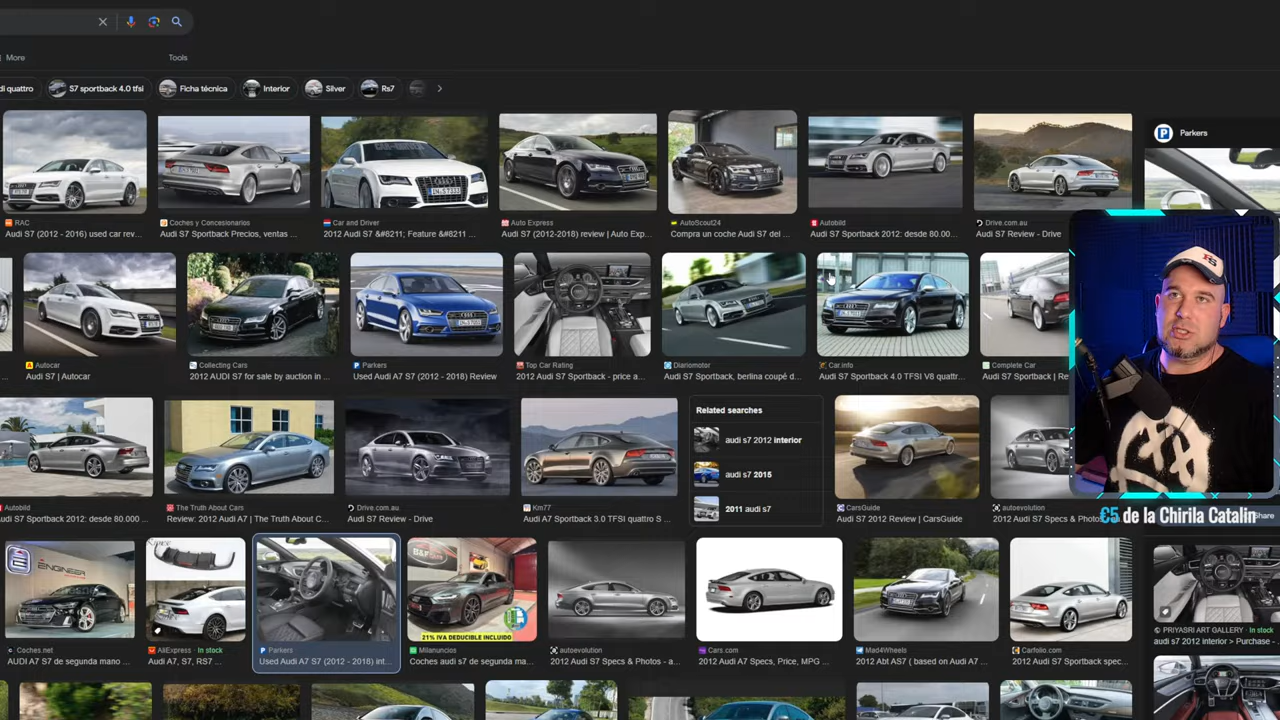 More
Tools
di quattro
S7 sportback 4.0 tfsi
Ficha técnica
Interior
Silver
Rs7
Parkers
RAC
Audi S7 (2012 - 2016) used car rev...
Coches y Concesionarios
Audi S7 Sportback Precios, ventas ...
Car and Driver
2012 Audi S7 &#8211; Feature &#8211 ...
Auto Express
Audi S7 (2012-2018) review | Auto Exp...
AutoScout24
Compra un coche Audi S7 del ...
Autobild
Audi S7 Sportback 2012: desde 80.00...
Drive.com.au
Audi S7 Review - Drive
...
Autocar
Audi S7 | Autocar
Collecting Cars
2012 AUDI S7 for sale by auction in ...
Parkers
Used Audi A7 S7 (2012 - 2018) Review
Top Car Rating
2012 Audi S7 Sportback - price a...
Diariomotor
Audi S7 Sportback, berlina coupé d...
Car.info
Audi S7 Sportback 4.0 TFSI V8 quattr...
Complete Car
Audi S7 Sportback | Re
Related searches
audi s7 2012 interior
audi s7 2015
2011 audi s7
Autobild
udi S7 Sportback 2012: desde 80.000 ...
The Truth About Cars
Review: 2012 Audi A7 | The Truth About C...
Drive.com.au
Audi S7 Review - Drive
Km77
Audi A7 Sportback 3.0 TFSI quattro S ...
CarsGuide
Audi S7 2012 Review | CarsGuide
autoevolution
2012 Audi S7 Specs & Photos
€5 de la Chirila Catalin
Share
ENGINEER
21% IVA DEDUCIBLE INCLUIDO
Coches.net
AUDI A7 S7 de segunda mano ...
AliExpress · In stock
Audi A7, S7, RS7 ...
Parkers
Used Audi A7 S7 (2012 - 2018) int...
Milanuncios
Coches audi s7 de segunda ma...
autoevolution
2012 Audi S7 Specs & Photos - a...
Cars.com
2012 Audi A7 Specs, Price, MPG ...
Mad4Wheels
2012 Abt AS7 ( based on Audi A7 ...
Carfolio.com
2012 Audi S7 Sportback spec...
PRIYASRI ART GALLERY · In stock
audi s7 2012 interior > Purchase -